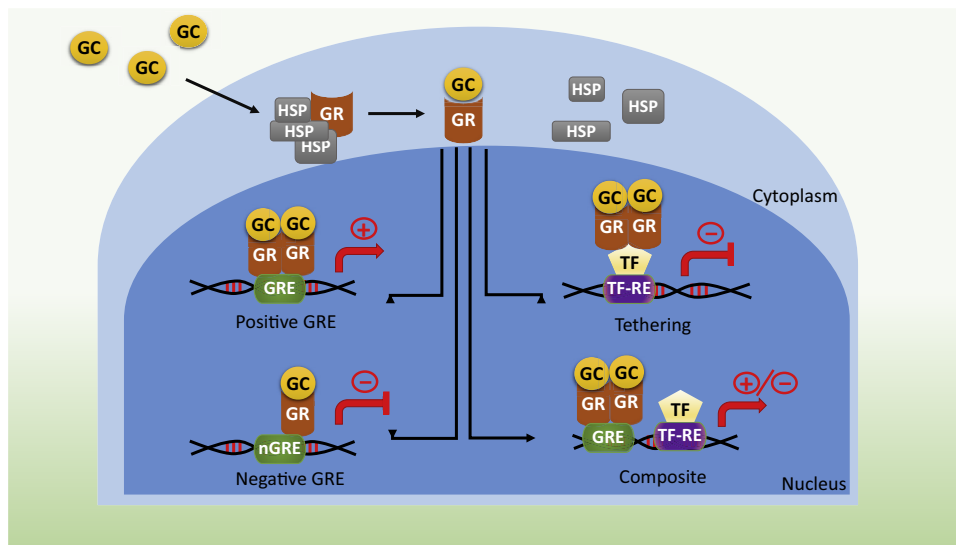 GC
GC
GC
HSP
GR
HSP
HSP
GC
GR
HSP
HSP
HSP
Cytoplasm
GC GC
GR GR
+
GRE
Positive GRE
GC GC
GR GR
−
TF
TF-RE
Tethering
GC
GR
−
nGRE
Negative GRE
GC GC
GR GR
+/−
TF
GRE
TF-RE
Composite
Nucleus